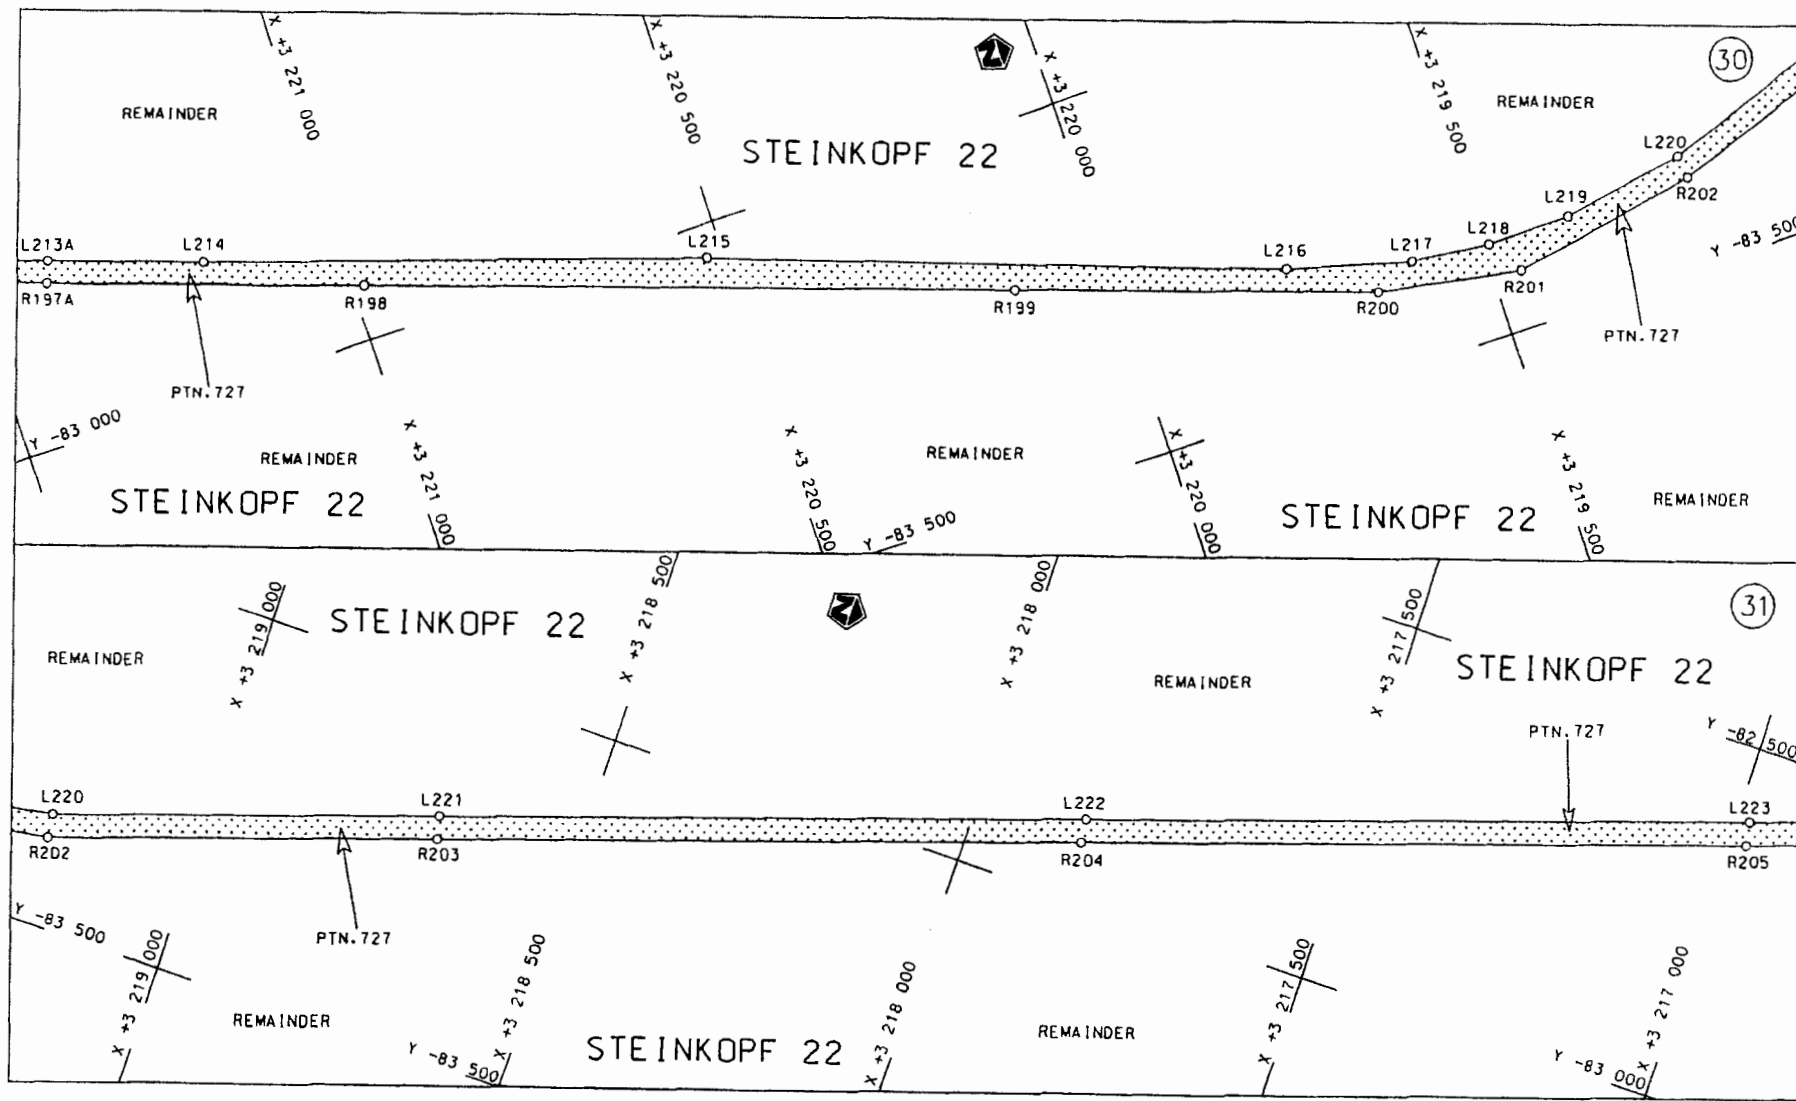 X +3 221 000
X +3 220 500
X +3 220 000
X +3 219 500
30
REMAINDER
REMAINDER
STEINKOPF 22
L220
R202
L219
Y -83 500
L218
L213A
L214
L215
L216
L217
R197A
R198
R199
R200
R201
PTN.727
PTN.727
Y -83 000
REMAINDER
X +3 221 000
X +3 220 500
REMAINDER
X +3 220 000
X +3 219 500
REMAINDER
STEINKOPF 22
Y -83 500
STEINKOPF 22
X +3 219 000
STEINKOPF 22
X +3 218 500
X +3 218 000
X +3 217 500
31
REMAINDER
REMAINDER
STEINKOPF 22
PTN.727
Y -82 500
L220
L221
L222
L223
R202
R203
R204
R205
Y -83 500
PTN.727
X +3 219 000
X +3 218 500
X +3 218 000
X +3 217 500
X +3 217 000
REMAINDER
REMAINDER
STEINKOPF 22
Y -83 500
Y -83 000